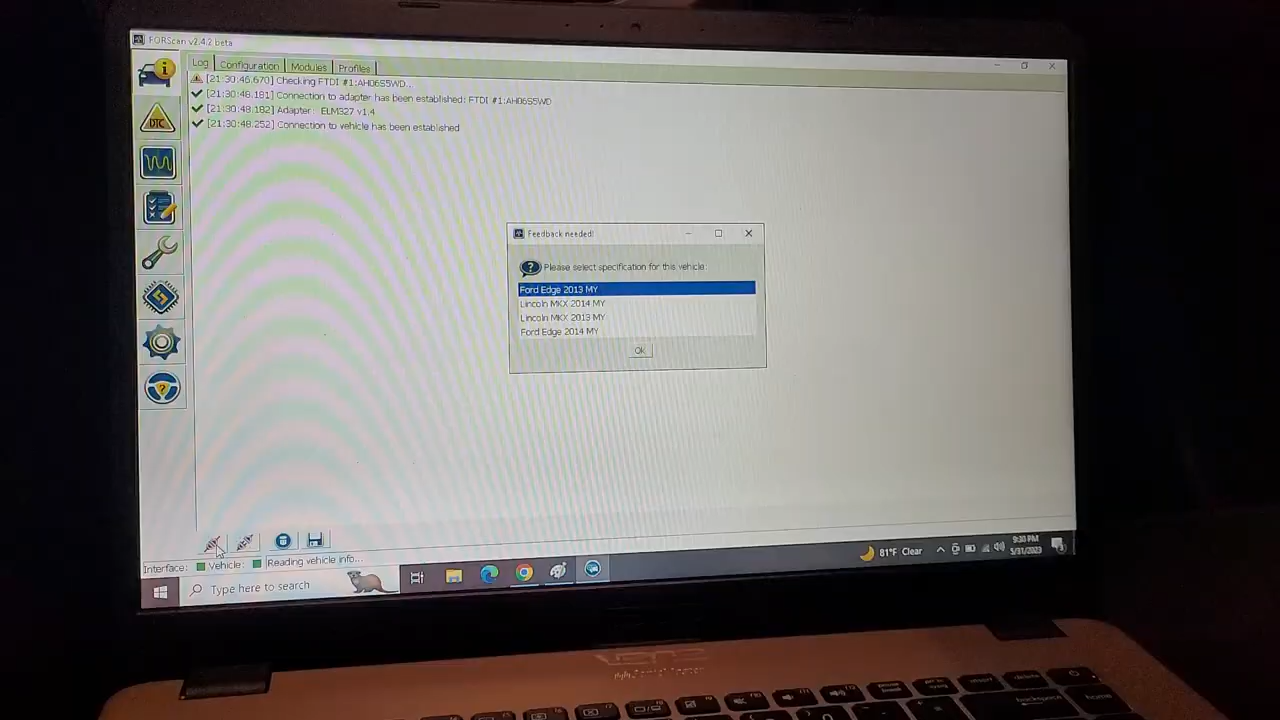 FORScan v2.4.2 beta
Log Configuration Modules Profiles
[21:30:46.670] Checking FTDI #1:AH06S5WD..
[21:30:48.181] Connection to adapter has been established: FTDI #1:AH06S5WD
[21:30:48.182] Adapter: ELM327 v1.4
[21:30:48.252] Connection to vehicle has been established
DTC
Feedback needed!
Please select specification for this vehicle:
Ford Edge 2013 MY
Lincoln MKX 2014 MY
Lincoln MKX 2013 MY
Ford Edge 2014 MY
Ok
Interface: Vehicle: Reading vehicle info...
Type here to search
81°F Clear
9:30 PM
5/31/2023
backspace
home